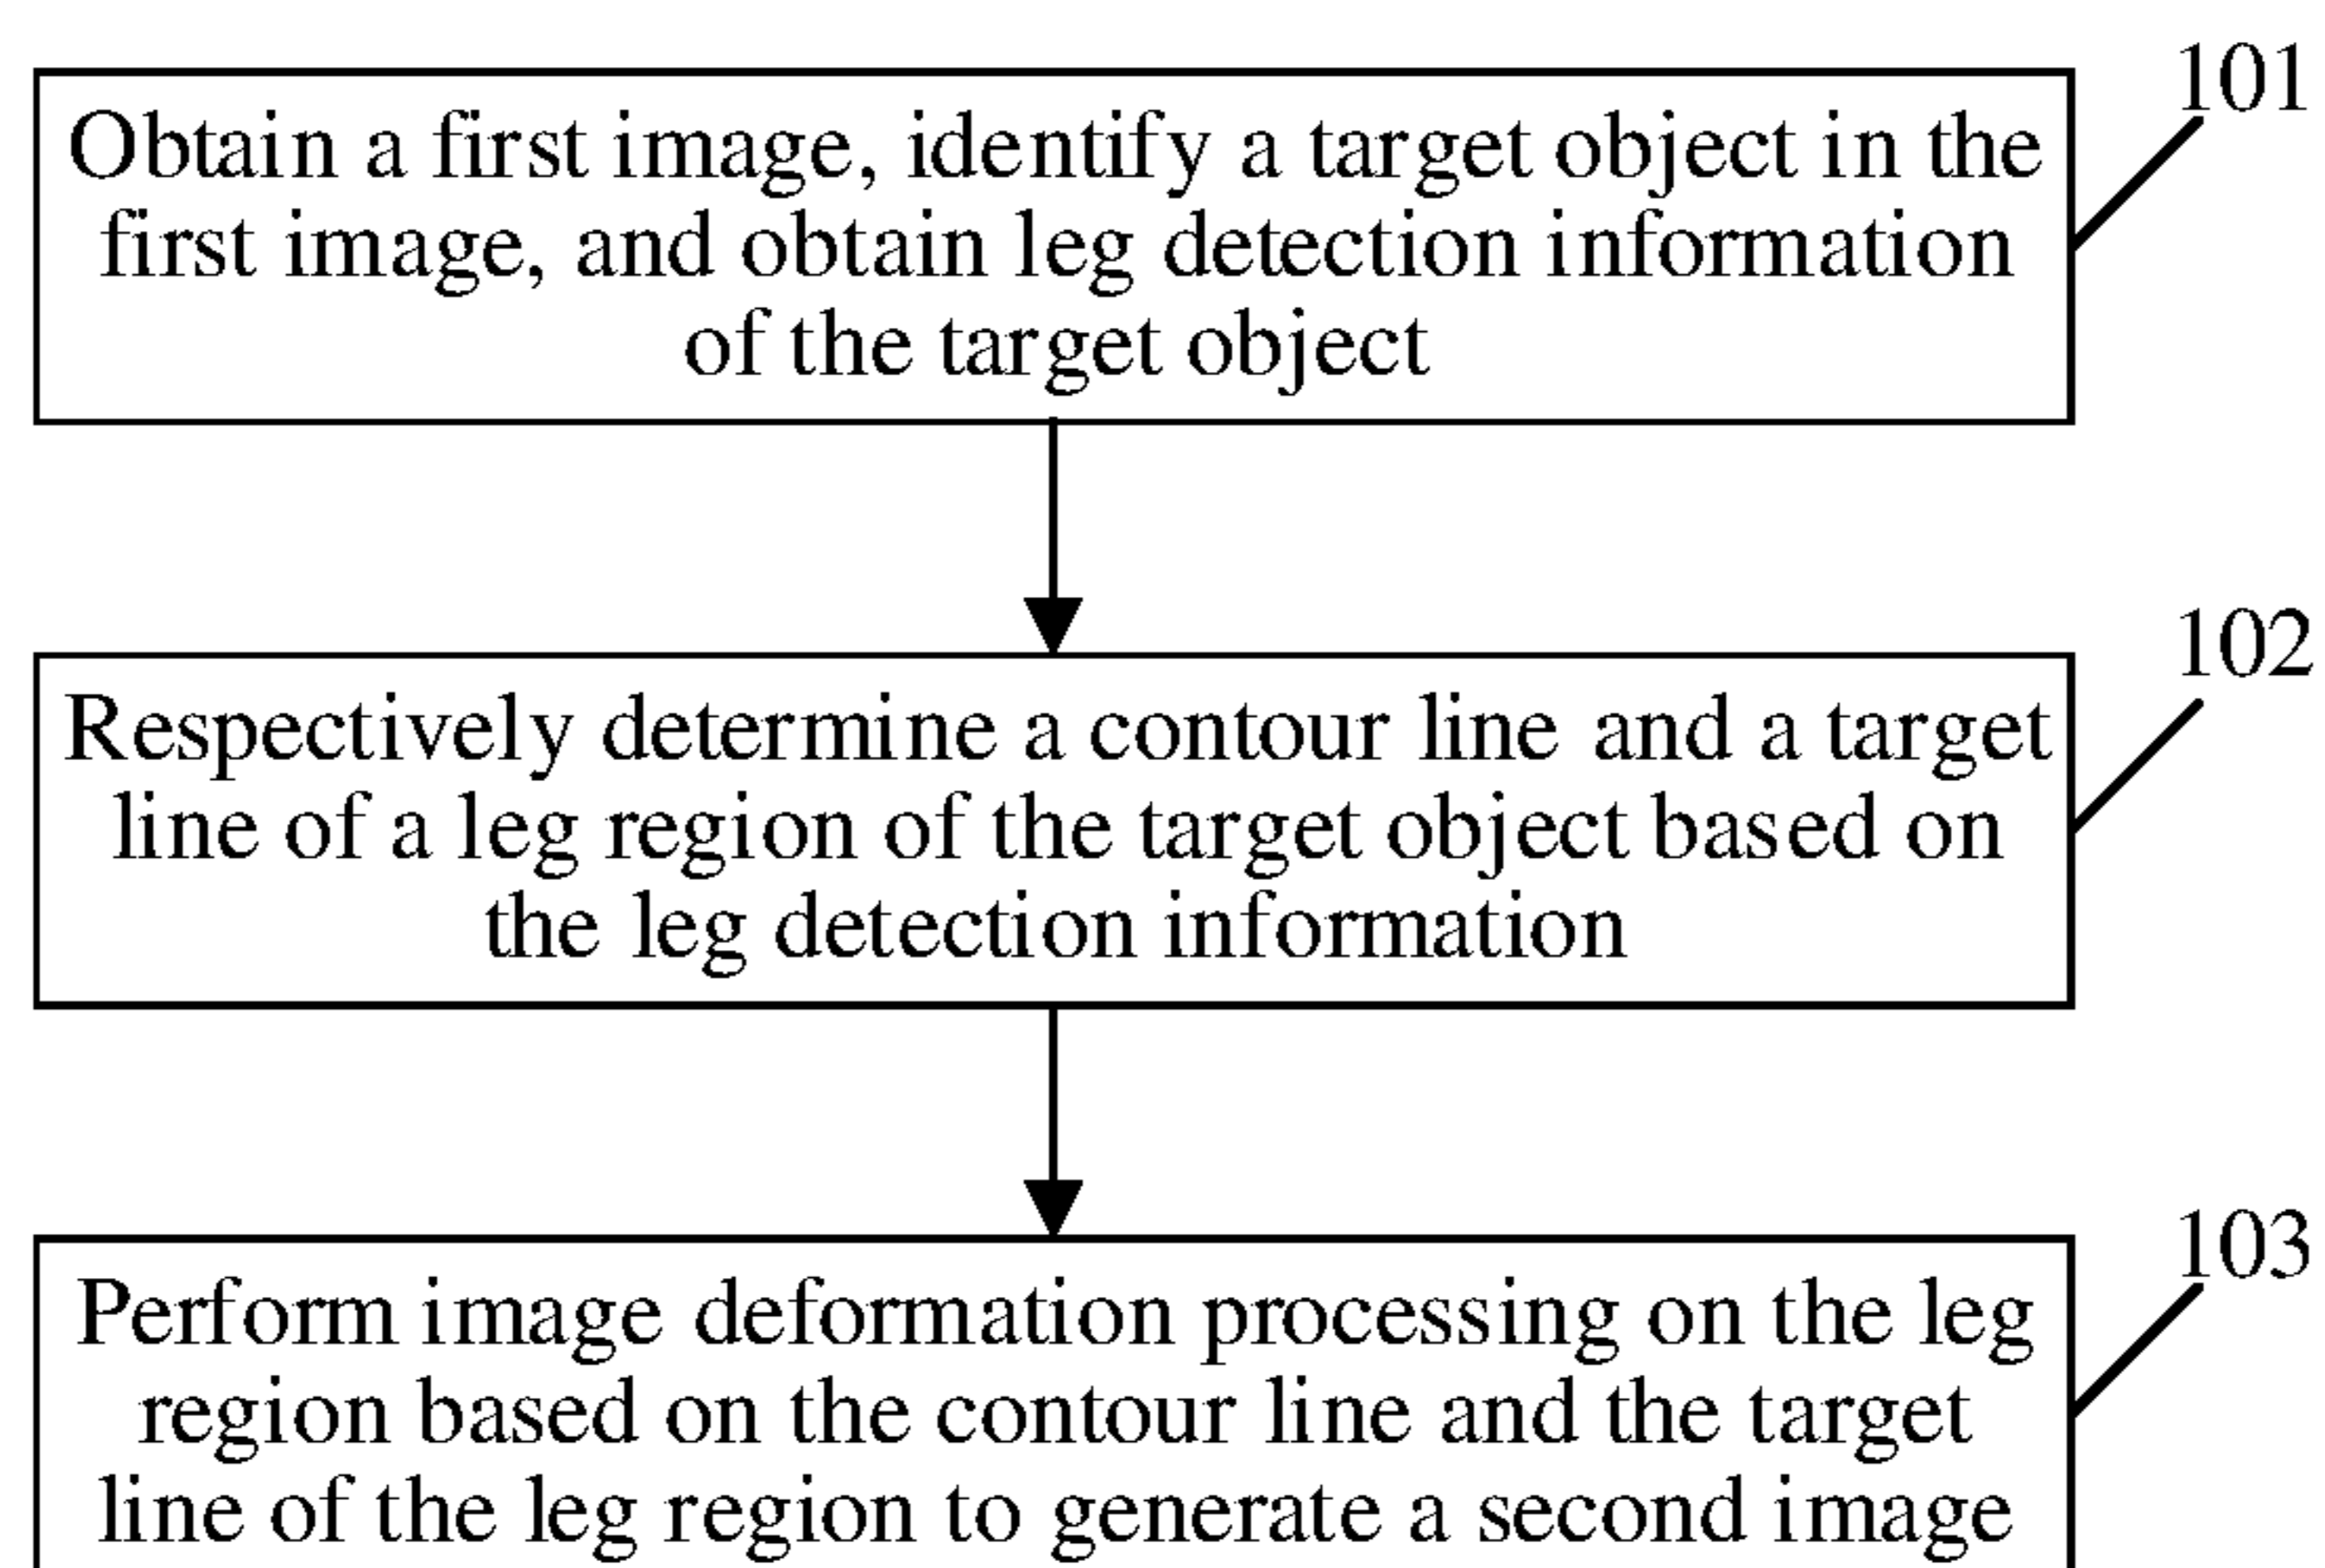 101
Obtain a first image, identify a target object in the
first image, and obtain leg detection information
of the target object
102
Respectively determine a contour line and a target
line of a leg region of the target object based on
the leg detection information
103
Perform image deformation processing on the leg
region based on the contour line and the target
line of the leg region to generate a second image